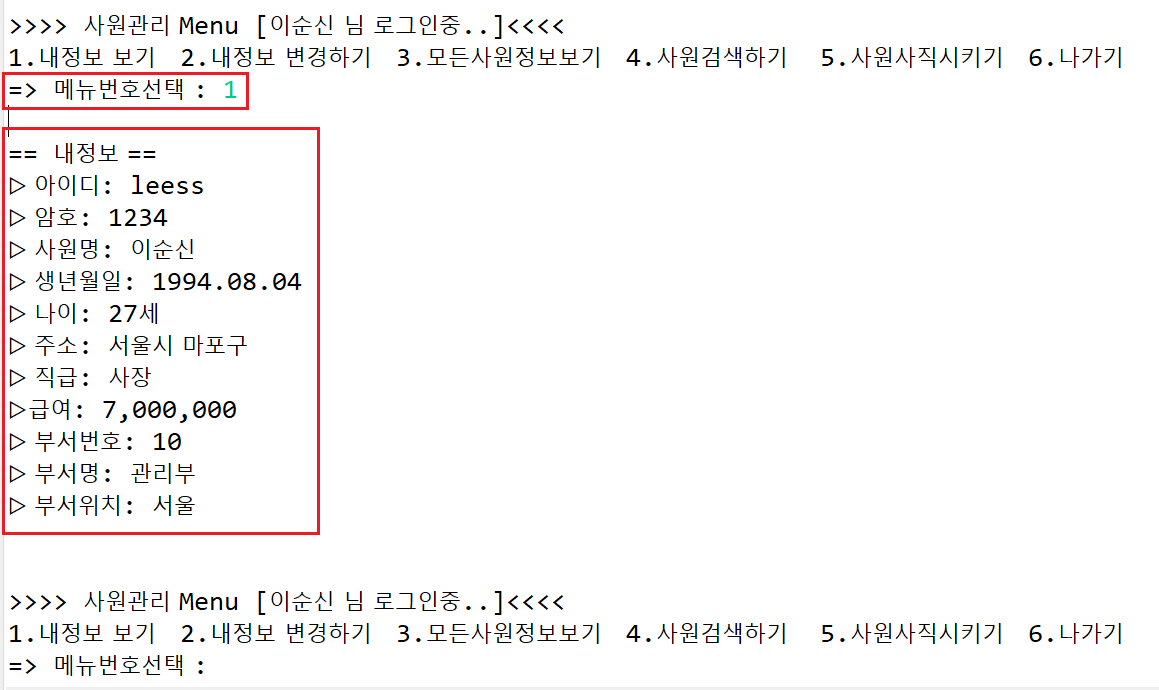 >>>> 사원관리 Menu [이순신 님 로그인중..]<<<<
1.내정보 보기  2.내정보 변경하기  3.모든사원정보보기  4.사원검색하기   5.사원사직시키기  6.나가기
=> 메뉴번호선택 : 1
== 내정보 ==
▷ 아이디: leess
▷ 암호: 1234
▷ 사원명: 이순신
▷ 생년월일: 1994.08.04
▷ 나이: 27세
▷ 주소: 서울시 마포구
▷ 직급: 사장
▷급여: 7,000,000
▷ 부서번호: 10
▷ 부서명: 관리부
▷ 부서위치: 서울
>>>> 사원관리 Menu [이순신 님 로그인중..]<<<<
1.내정보 보기  2.내정보 변경하기  3.모든사원정보보기  4.사원검색하기   5.사원사직시키기  6.나가기
=> 메뉴번호선택 :